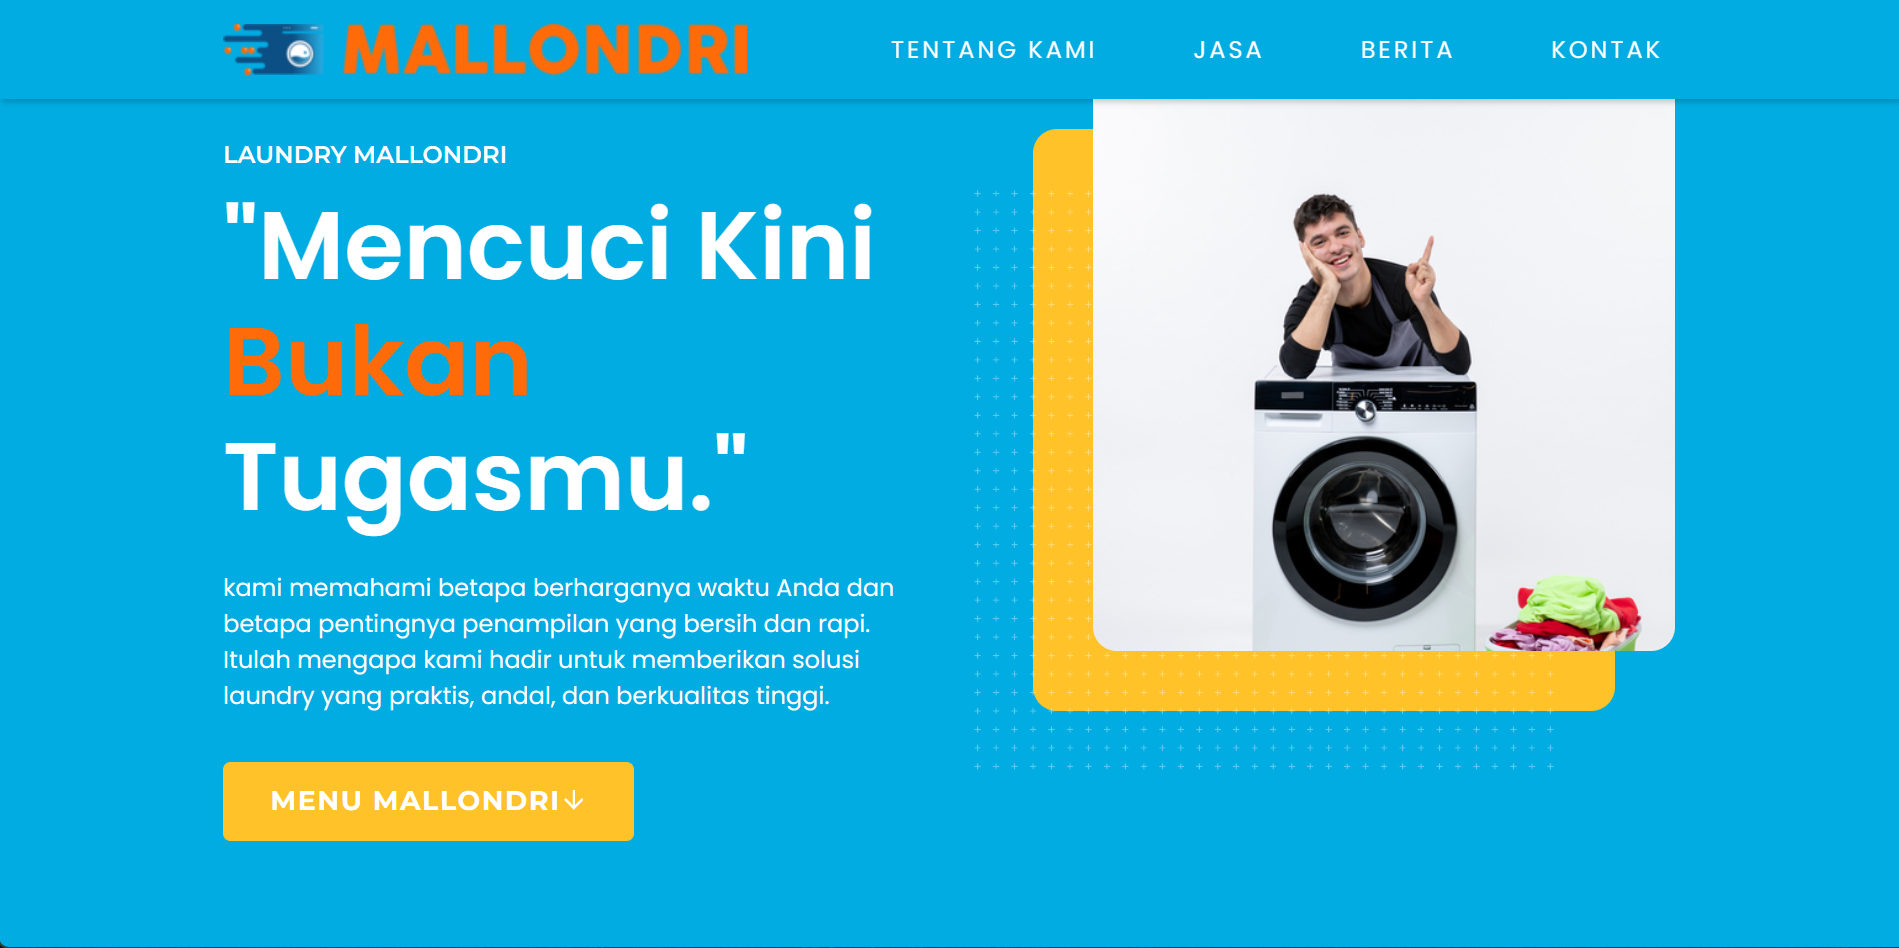 MALLONDRI
TENTANG KAMI
JASA
BERITA
KONTAK
LAUNDRY MALLONDRI
"Mencuci Kini
Bukan
Tugasmu."
kami memahami betapa berharganya waktu Anda dan
betapa pentingnya penampilan yang bersih dan rapi.
Itulah mengapa kami hadir untuk memberikan solusi
laundry yang praktis, andal, dan berkualitas tinggi.
MENU MALLONDRI↓